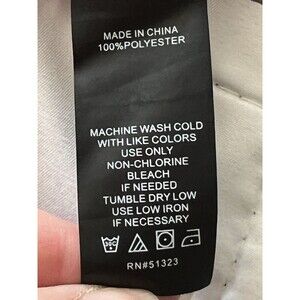 MADE IN CHINA
100%POLYESTER
MACHINE WASH COLD
WITH LIKE COLORS
USE ONLY
NON-CHLORINE
BLEACH
IF NEEDED
TUMBLE DRY LOW
USE LOW IRON
IF NECESSARY
RN#51323